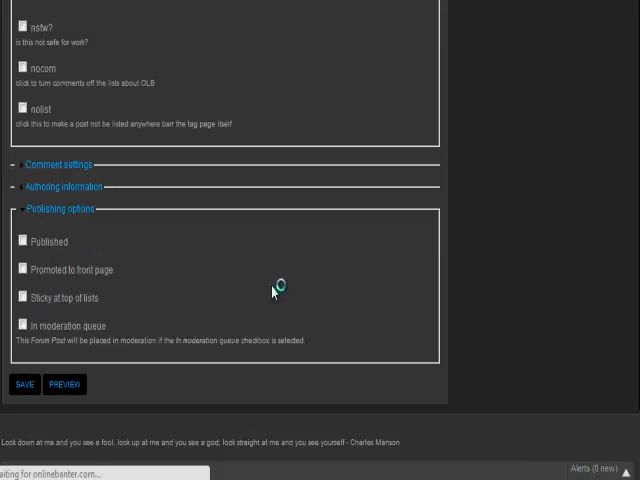 nsfw?
is this not safe for work?
nocom
click to turn comments off the lists about OLB
nolist
click this to make a post not be listed anywhere barr the tag page itself
Comment settings
Authoring information
Publishing options
Published
Promoted to front page
Sticky at top of lists
In moderation queue
This Forum Post will be placed in moderation if the In moderation queue checkbox is selected.
SAVE PREVIEW
Look down at me and you see a fool; look up at me and you see a god; look straight at me and you see yourself - Charles Manson
aiting for onlinebanter.com...
Alerts (0 new)